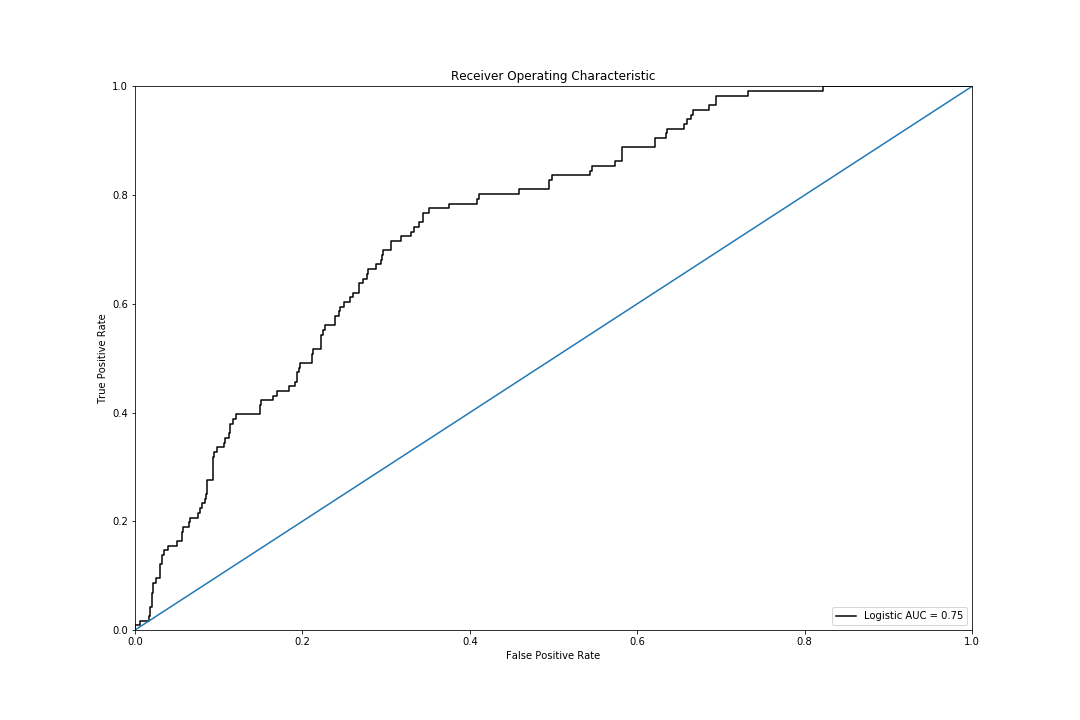 Receiver Operating Characteristic
1.0
0.8
0.6
0.4
0.2
0.0
True Positive Rate
Logistic AUC = 0.75
0.0 0.2 0.4 0.6 0.8 1.0
False Positive Rate